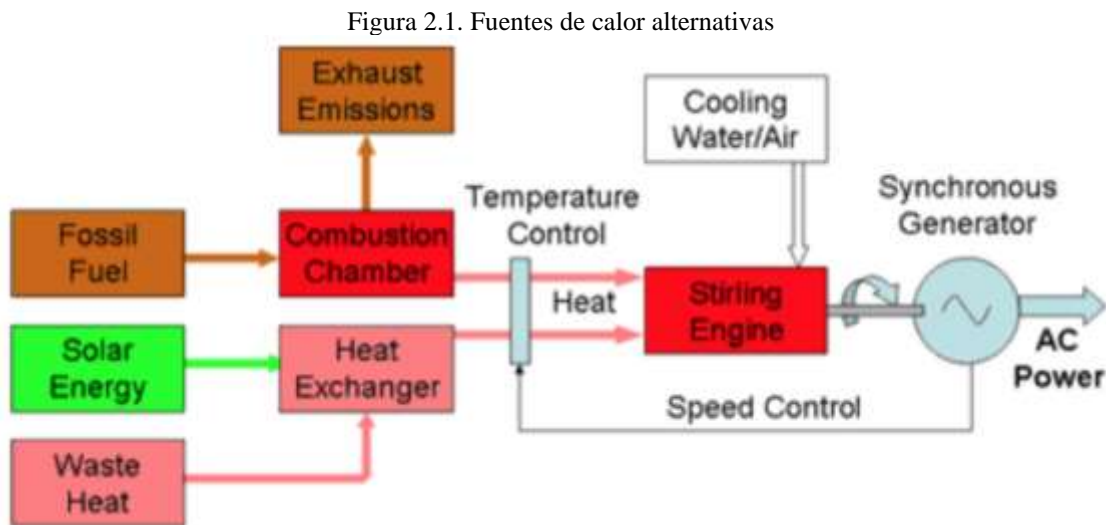 Figura 2.1. Fuentes de calor alternativas
Exhaust
Emissions
Cooling
Water/Air
Synchronous
Generator
Temperature
Control
Fossil
Fuel
Combustion
Chamber
Heat
Stirling
Engine
AC
Power
Solar
Energy
Heat
Exchanger
Speed Control
Waste
Heat